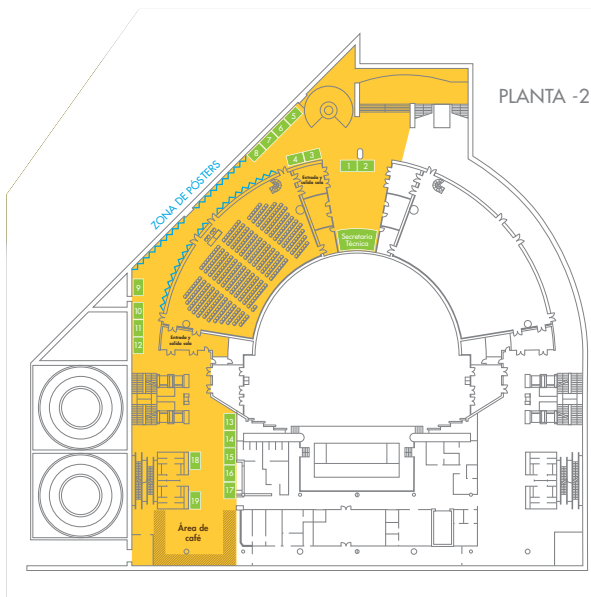 PLANTA -2
5
6
7
8
4
3
1
2
Entrada y
salida sala
ZONA DE PÓSTERS
Secretaría
Técnica
9
10
11
12
Entrada y
salida sala
13
14
15
16
17
18
19
Área de
café